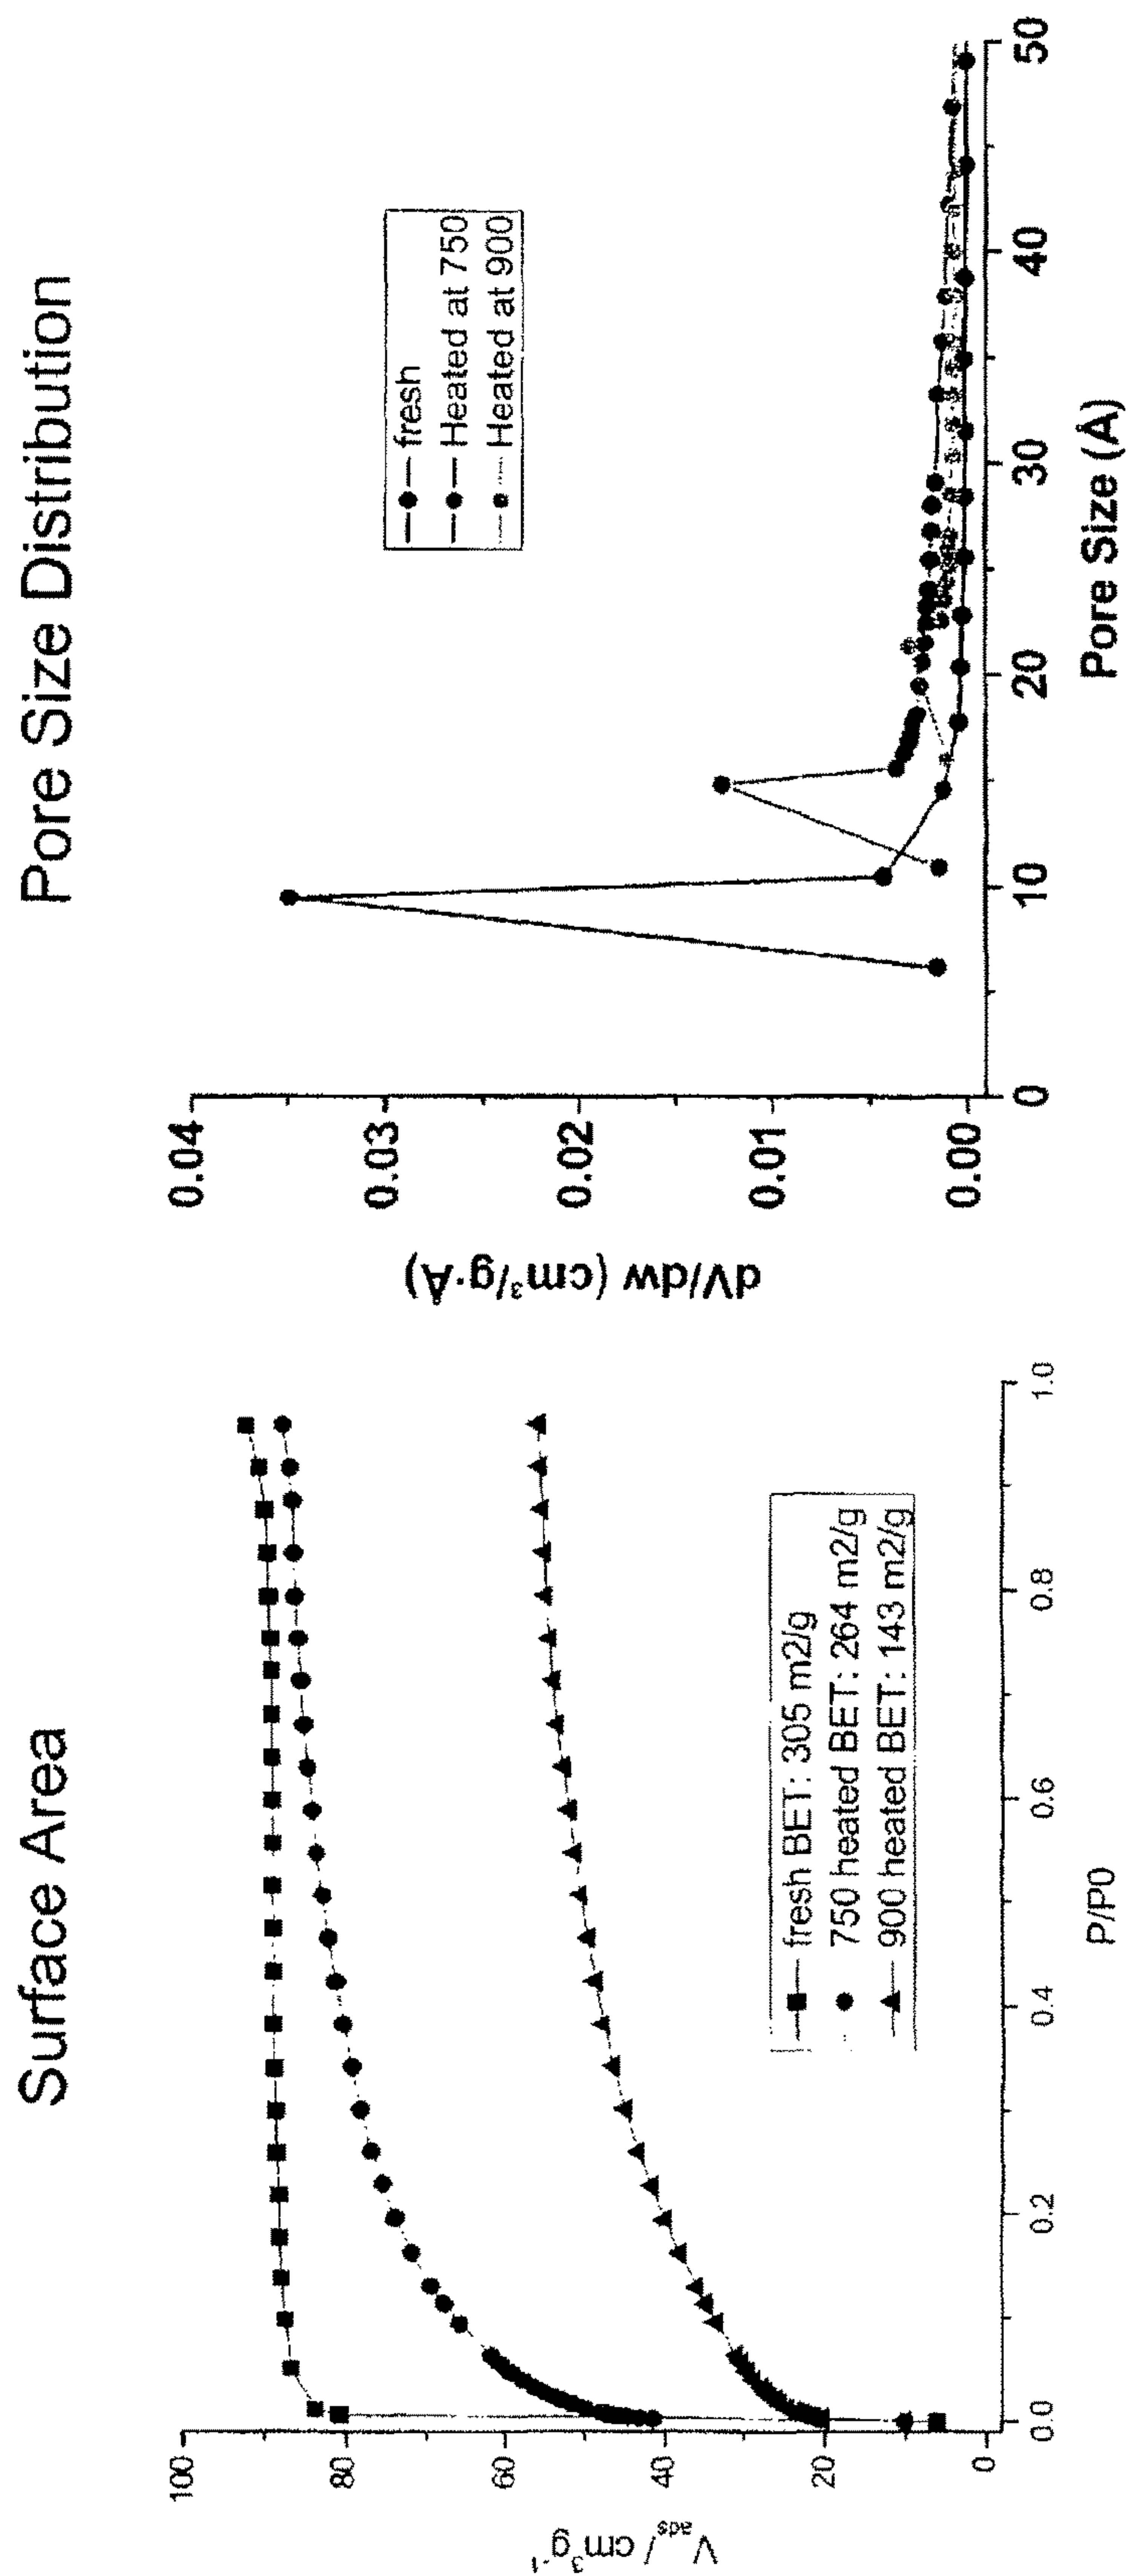 Surface Area
100
80
60
40
20
0
V_ads/cm³g⁻¹
0.0
0.2
0.4
0.6
0.8
1.0
P/P0
fresh BET: 305 m2/g
750 heated BET: 264 m2/g
900 heated BET: 143 m2/g
Pore Size Distribution
0.04
0.03
0.02
0.01
0.00
dV/dw (cm³/g·Å)
0
10
20
30
40
50
Pore Size (Å)
fresh
Heated at 750
Heated at 900